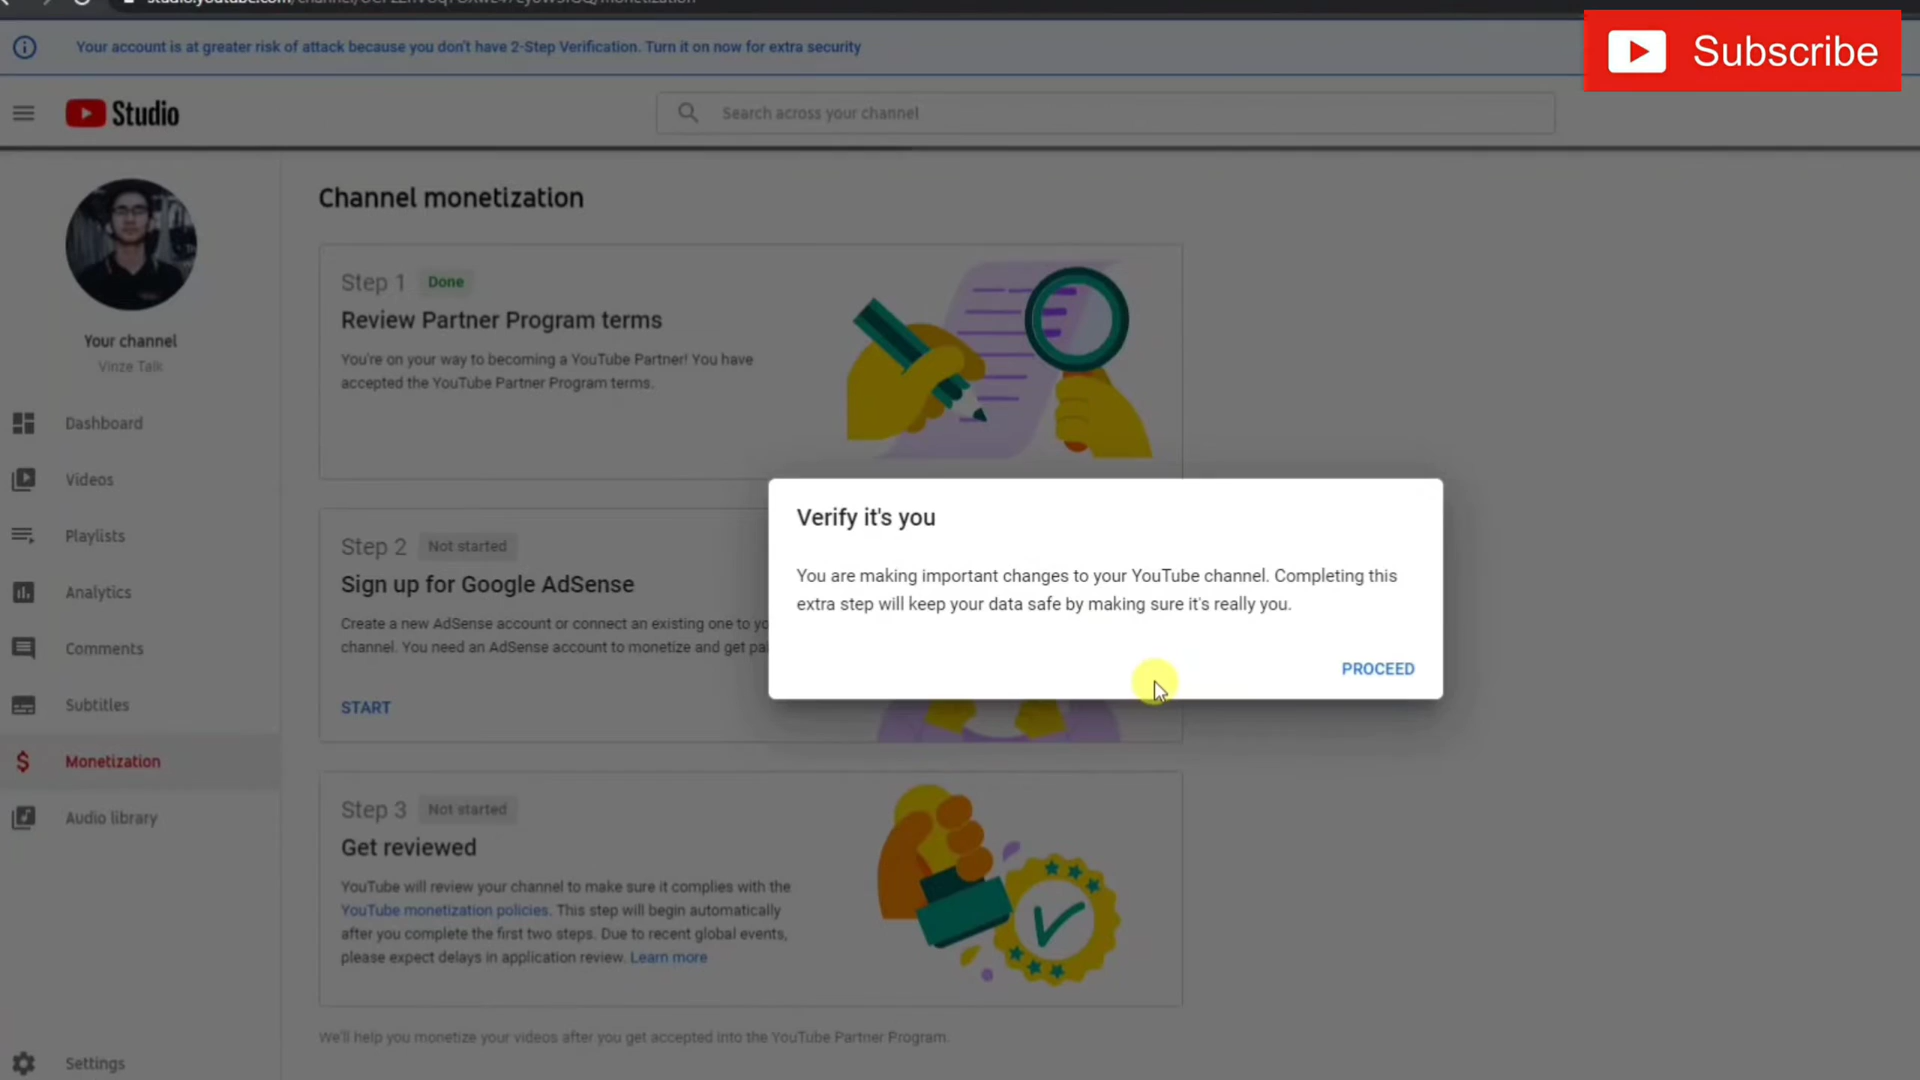 Your account is at greater risk of attack because you don't have 2-Step Verification. Turn it on now for extra security
Subscribe
Studio
Search across your channel
Your channel
Vinze Talk
Dashboard
Videos
Playlists
Analytics
Comments
Subtitles
Monetization
Audio library
Settings
Channel monetization
Step 1 Done
Review Partner Program terms
You're on your way to becoming a YouTube Partner! You have
accepted the YouTube Partner Program terms.
Step 2 Not started
Sign up for Google AdSense
Create a new AdSense account or connect an existing one to
channel. You need an AdSense account to monetize and get
START
Verify it's you
You are making important changes to your YouTube channel. Completing this
extra step will keep your data safe by making sure it's really you.
PROCEED
Step 3 Not started
Get reviewed
YouTube will review your channel to make sure it complies with the
YouTube monetization policies. This step will begin automatically
after you complete the first two steps. Due to recent global events,
please expect delays in application review. Learn more
We'll help you monetize your videos after you get accepted into the YouTube Partner Program.